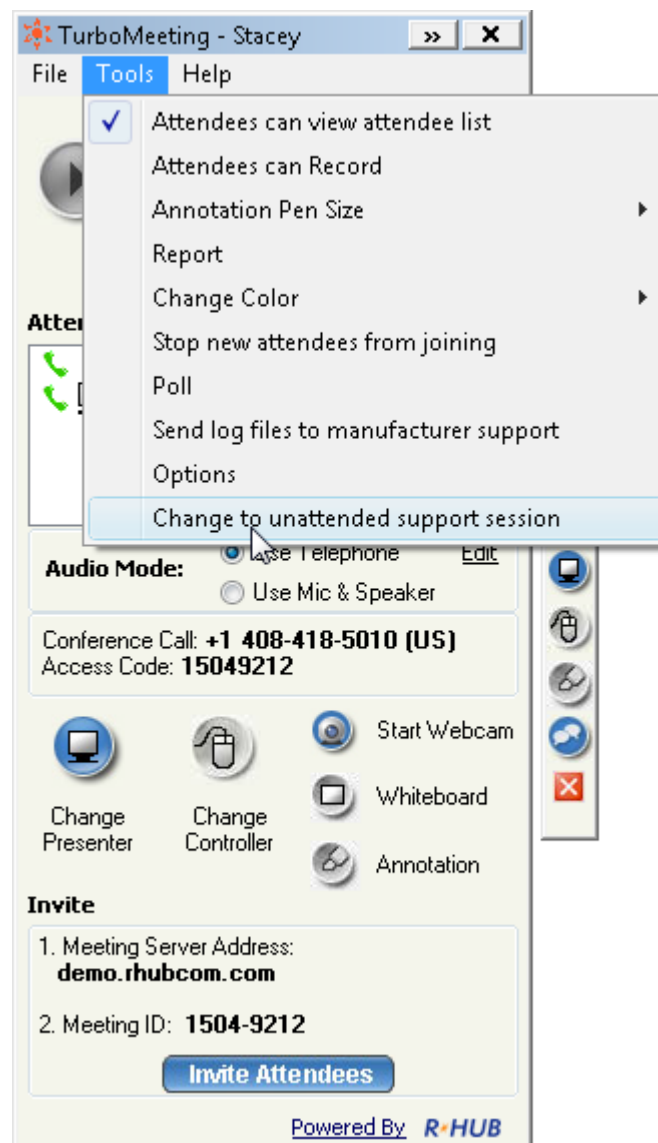 TurboMeeting - Stacey
File Tools Help
Attendees can view attendee list
Attendees can Record
Annotation Pen Size
Report
Change Color
Stop new attendees from joining
Poll
Send log files to manufacturer support
Options
Change to unattended support session
Audio Mode: Use Telephone Edit
Use Mic & Speaker
Conference Call: +1 408-418-5010 (US)
Access Code: 15049212
Start Webcam
Whiteboard
Annotation
Change Presenter
Change Controller
Invite
1. Meeting Server Address:
demo.rhubcom.com
2. Meeting ID: 1504-9212
Invite Attendees
Powered By R-HUB